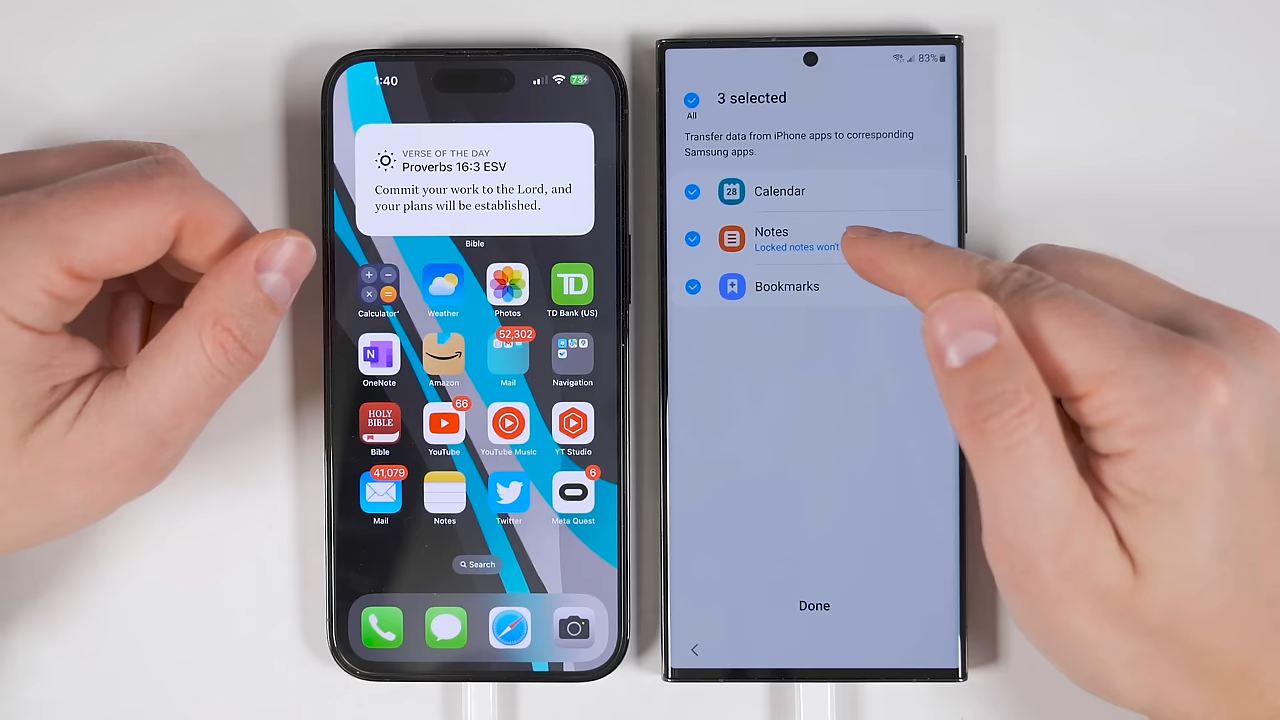 1:40
73
VERSE OF THE DAY
Proverbs 16:3 ESV
Commit your work to the Lord, and
your plans will be established.
Bible
Calculator⁺
Weather
Photos
TD
TD Bank (US)
N
OneNote
Amazon
52,302
Mail
Navigation
HOLY
BIBLE
Bible
66
YouTube
YouTube Music
YT Studio
41,079
Mail
Notes
Twitter
6
Meta Quest
Search
83%
3 selected
All
Transfer data from iPhone apps to corresponding
Samsung apps.
28
Calendar
Notes
Locked notes won't
Bookmarks
Done